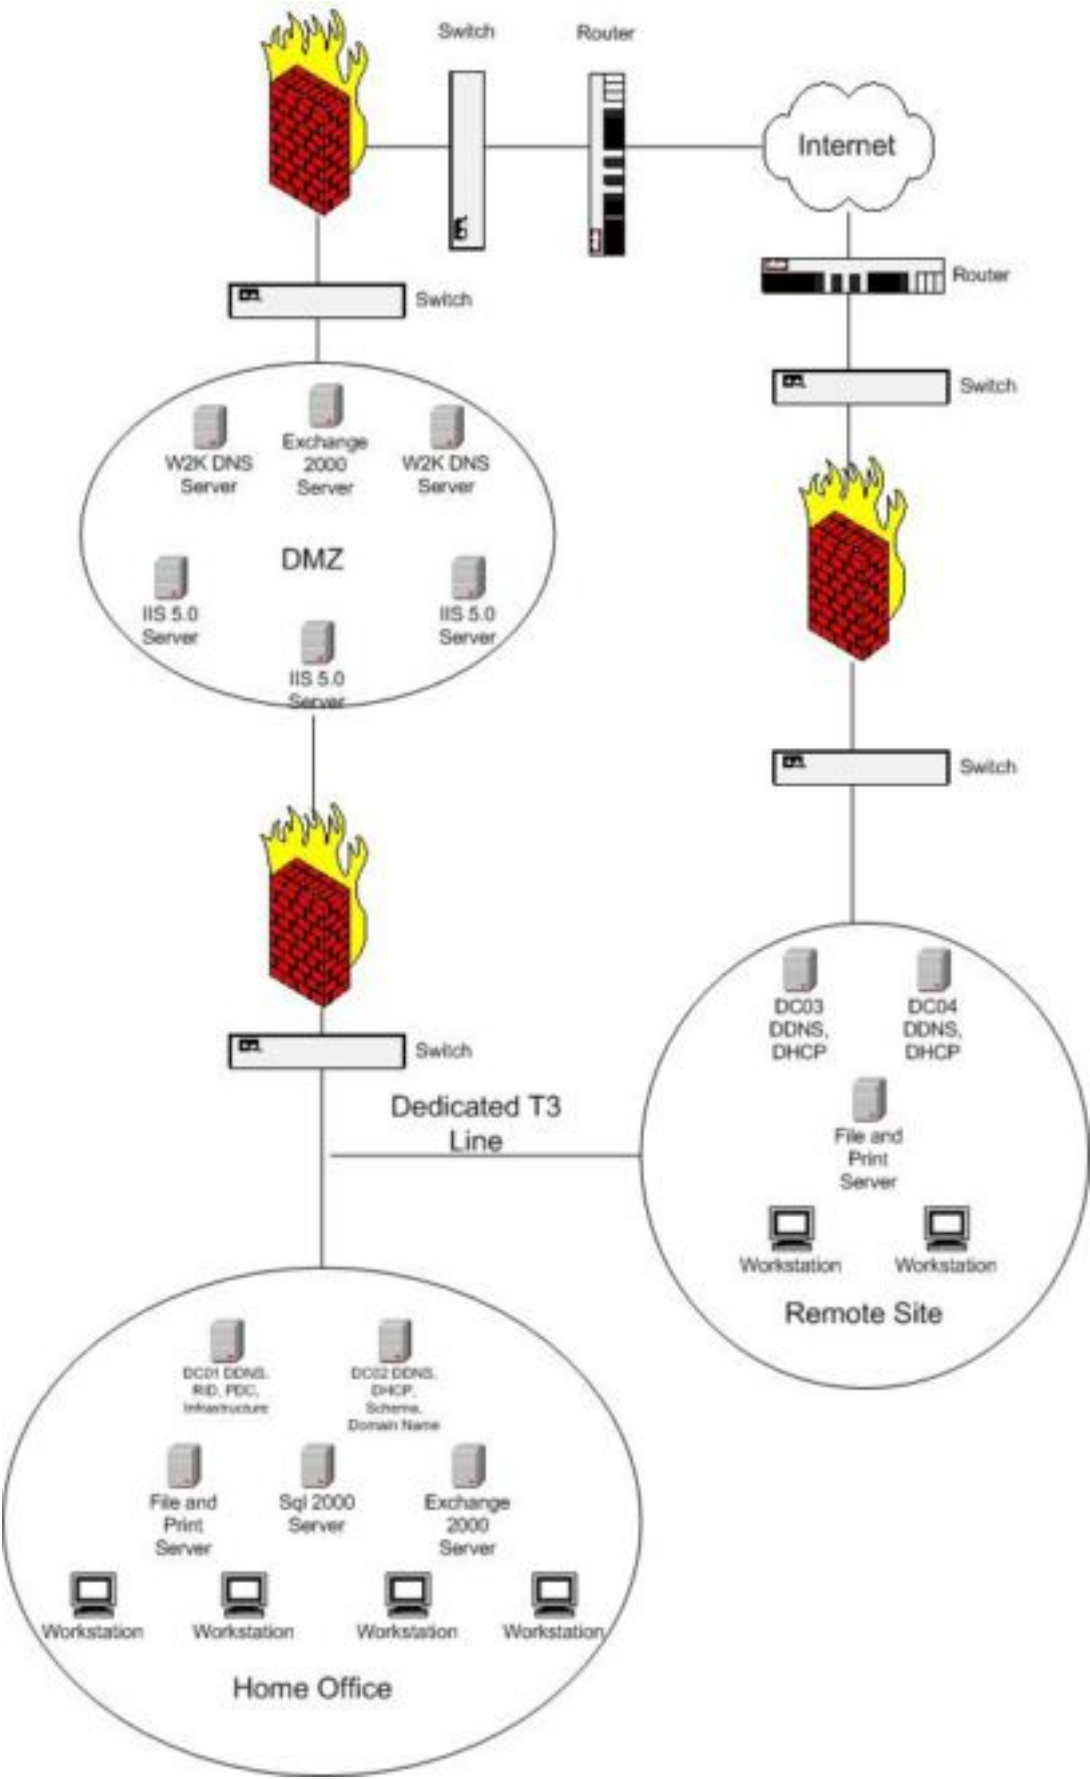 Switch
Router
Internet
Router
Switch
Switch
W2K DNS
Server
Exchange
2000
Server
W2K DNS
Server
DMZ
IIS 5.0
Server
IIS 5.0
Server
IIS 5.0
Server
Switch
Switch
Dedicated T3
Line
DC03
DDNS,
DHCP
DC04
DDNS,
DHCP
File and
Print
Server
Workstation
Workstation
Remote Site
DC01 DDNS,
RID, PDC,
Infrastructure
DC02 DDNS,
DHCP,
Schema,
Domain Name
File and
Print
Server
Sql 2000
Server
Exchange
2000
Server
Workstation
Workstation
Workstation
Workstation
Home Office